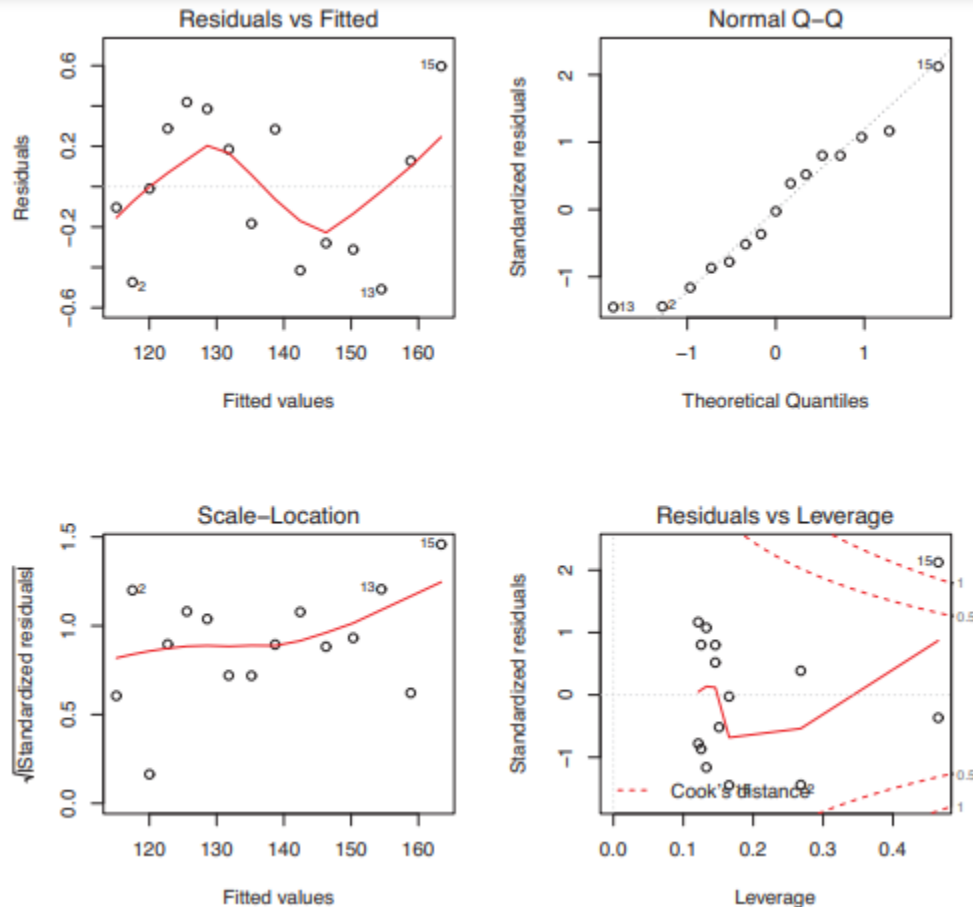 Residuals vs Fitted
Residuals
0.6
0.2
−0.2
−0.6
15
2
13
120 130 140 150 160
Fitted values
Normal Q−Q
Standardized residuals
2
1
0
−1
15
13
2
−1 0 1
Theoretical Quantiles
Scale−Location
√|Standardized residuals|
1.5
1.0
0.5
0.0
15
13
2
120 130 140 150 160
Fitted values
Residuals vs Leverage
Standardized residuals
2
1
0
−1
15
1
0.5
0.5
1
Cook's distance
2
0.0 0.1 0.2 0.3 0.4
Leverage